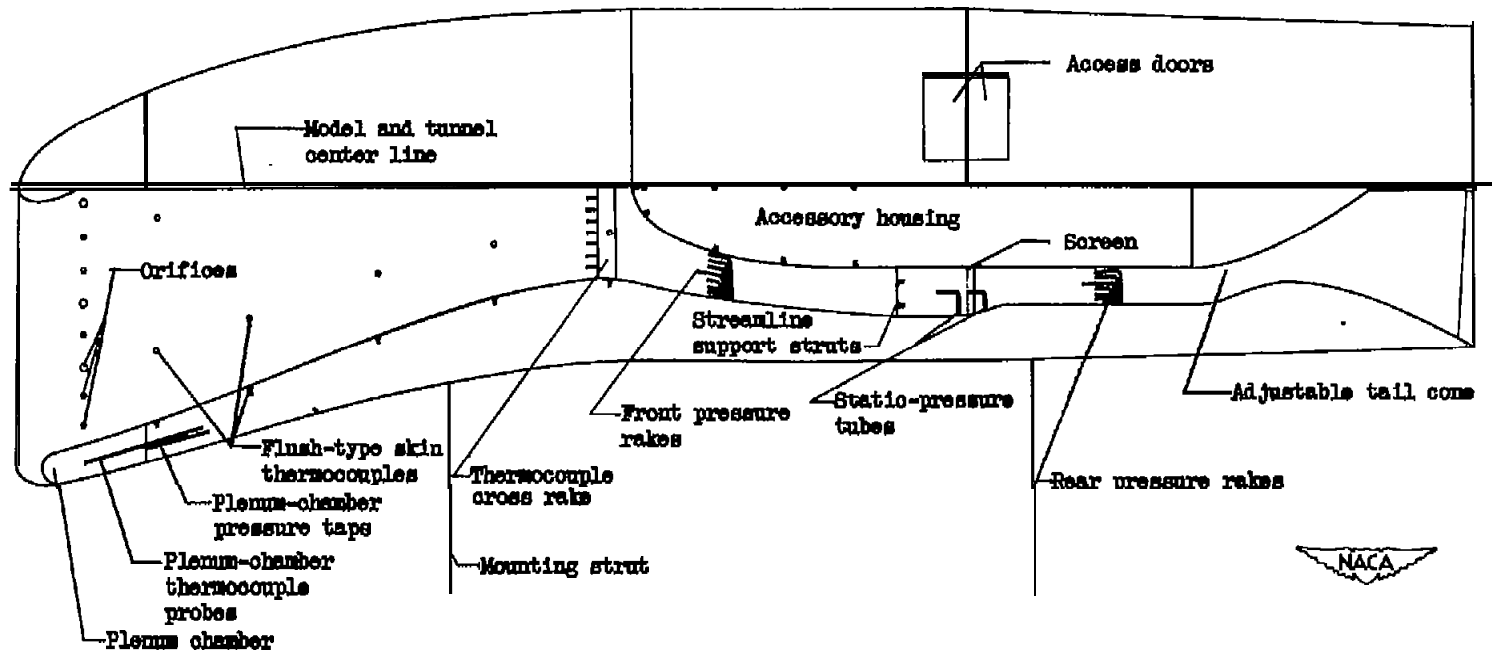 Access doors
Model and tunnel
center line
Accessory housing
Screen
Orifices
Streamline
support struts
Adjustable tail cone
Static-pressure
tubes
Front pressure
rakes
Flush-type skin
thermocouples
Thermocouple
cross rake
Rear pressure rakes
Plenum-chamber
pressure taps
Plenum-chamber
thermocouple
probes
Mounting strut
NACA
Plenum chamber